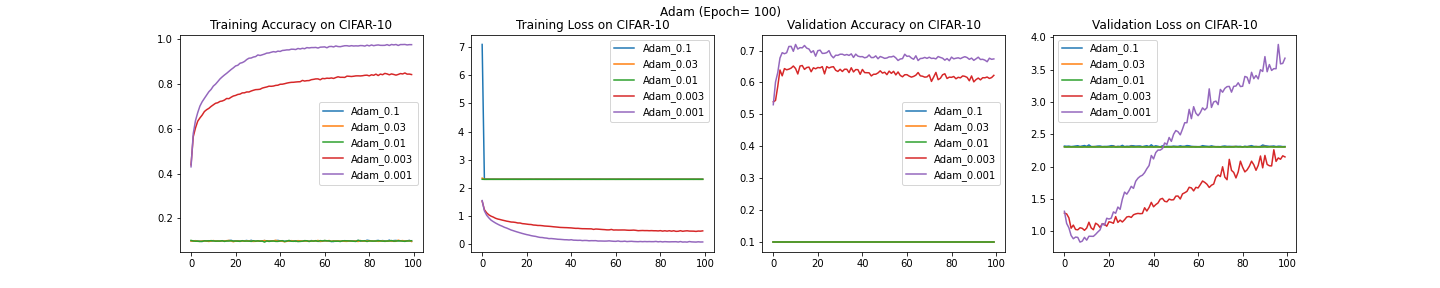 Adam (Epoch= 100)
Training Accuracy on CIFAR-10
1.0
0.8
0.6
0.4
0.2
0
20
40
60
80
100
Adam_0.1
Adam_0.03
Adam_0.01
Adam_0.003
Adam_0.001
Training Loss on CIFAR-10
7
6
5
4
3
2
1
0
0
20
40
60
80
100
Adam_0.1
Adam_0.03
Adam_0.01
Adam_0.003
Adam_0.001
Validation Accuracy on CIFAR-10
0.7
0.6
0.5
0.4
0.3
0.2
0.1
0
20
40
60
80
100
Adam_0.1
Adam_0.03
Adam_0.01
Adam_0.003
Adam_0.001
Validation Loss on CIFAR-10
4.0
3.5
3.0
2.5
2.0
1.5
1.0
0
20
40
60
80
100
Adam_0.1
Adam_0.03
Adam_0.01
Adam_0.003
Adam_0.001